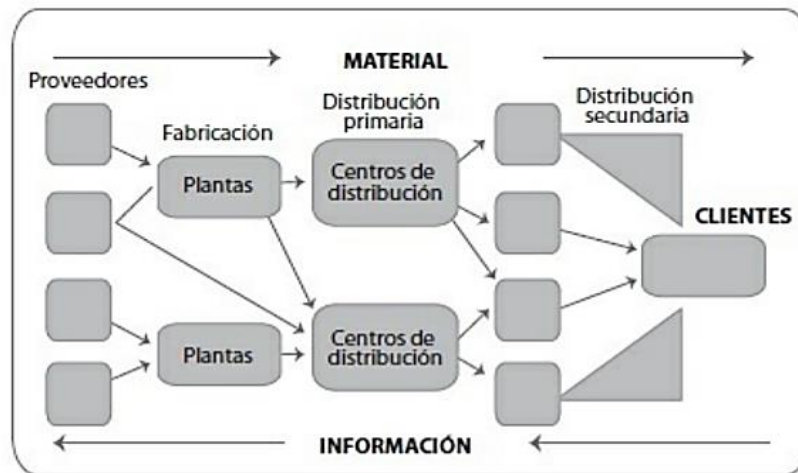 MATERIAL
Proveedores
Fabricación
Distribución
primaria
Distribución
secundaria
Plantas
Centros de
distribución
CLIENTES
Plantas
Centros de
distribución
INFORMACIÓN